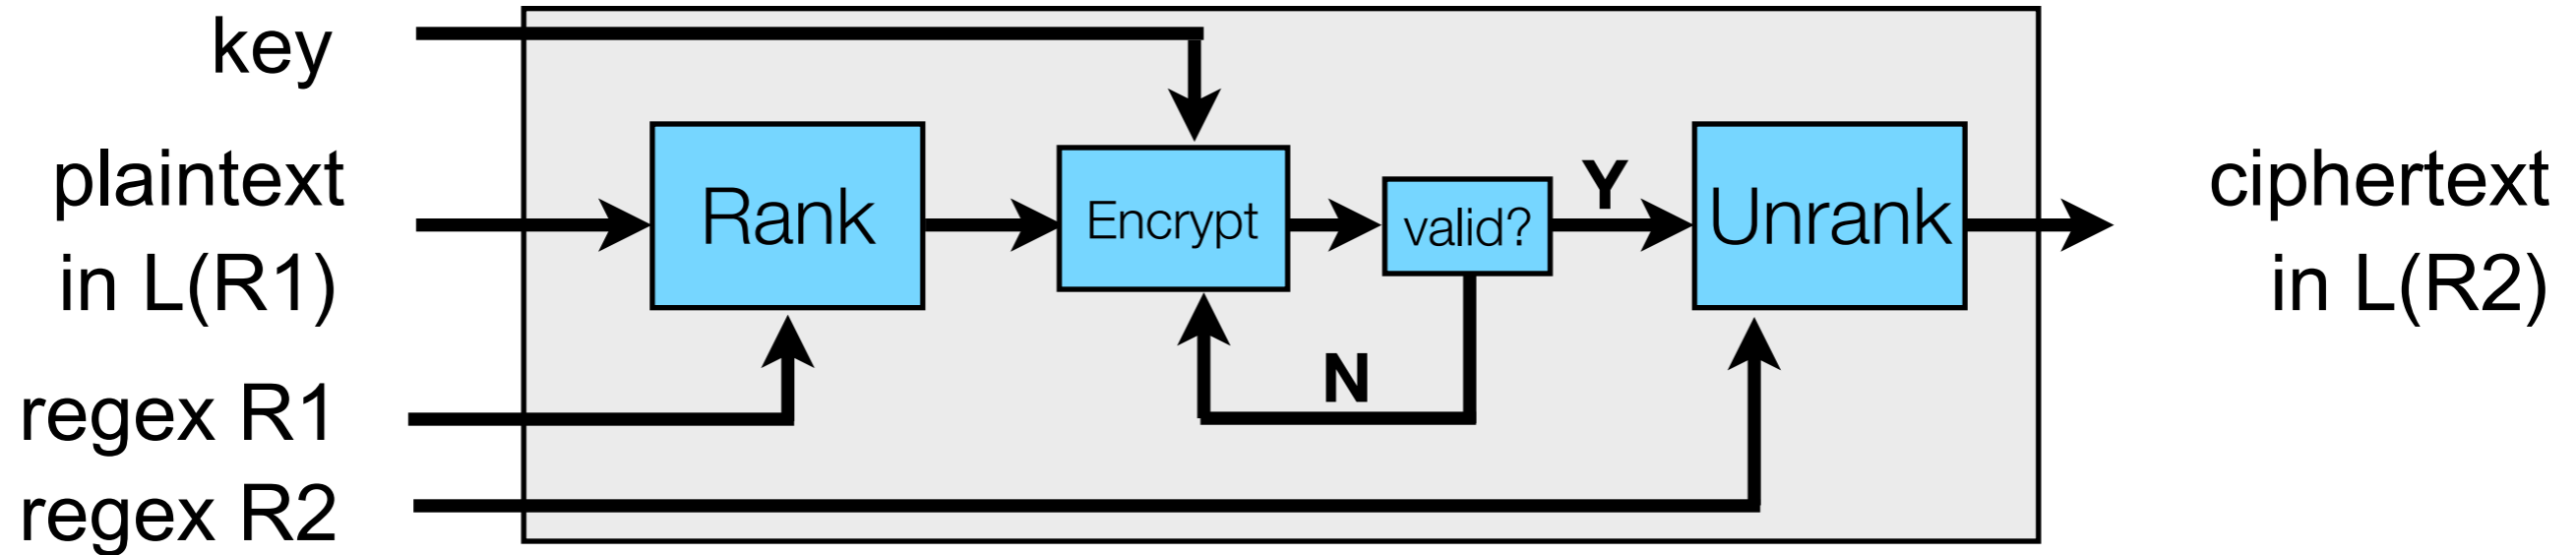 key
plaintext
in L(R1)
regex R1
regex R2
Rank
Encrypt
valid?
Y
N
Unrank
ciphertext
in L(R2)